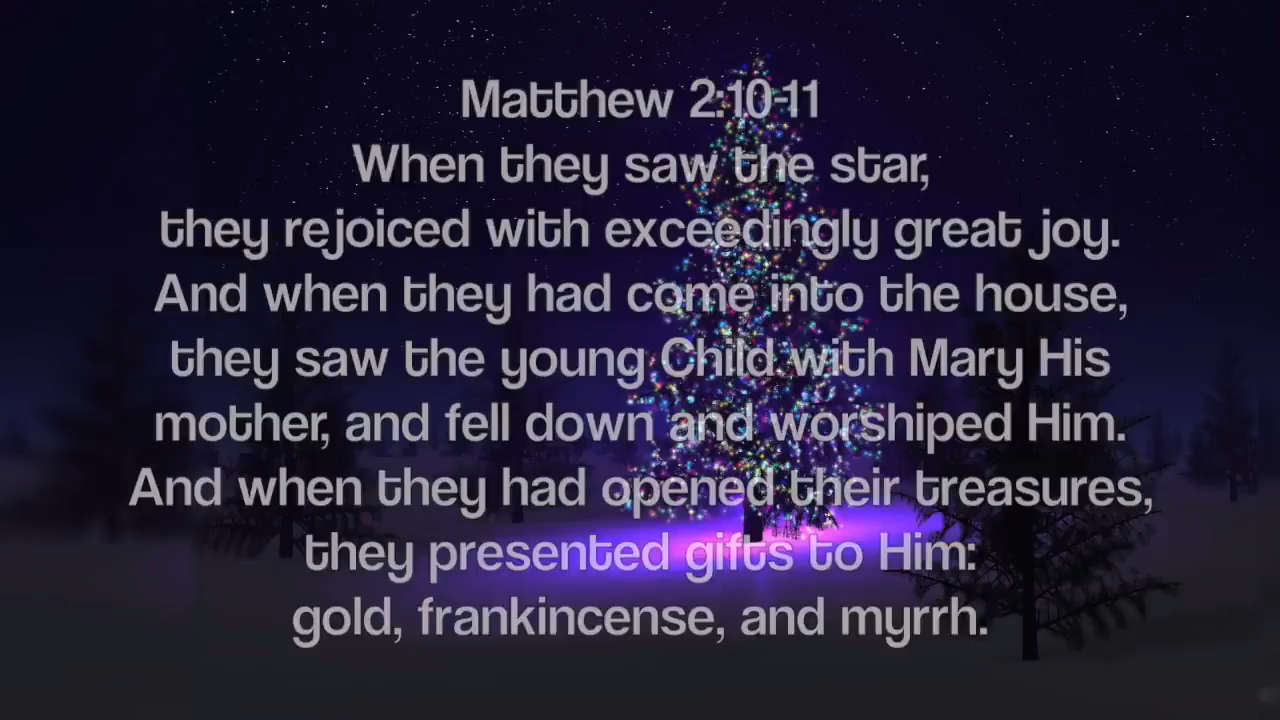 Matthew 2:10-11
When they saw the star,
they rejoiced with exceedingly great joy.
And when they had come into the house,
they saw the young Child with Mary His
mother, and fell down and worshiped Him.
And when they had opened their treasures,
they presented gifts to Him:
gold, frankincense, and myrrh.